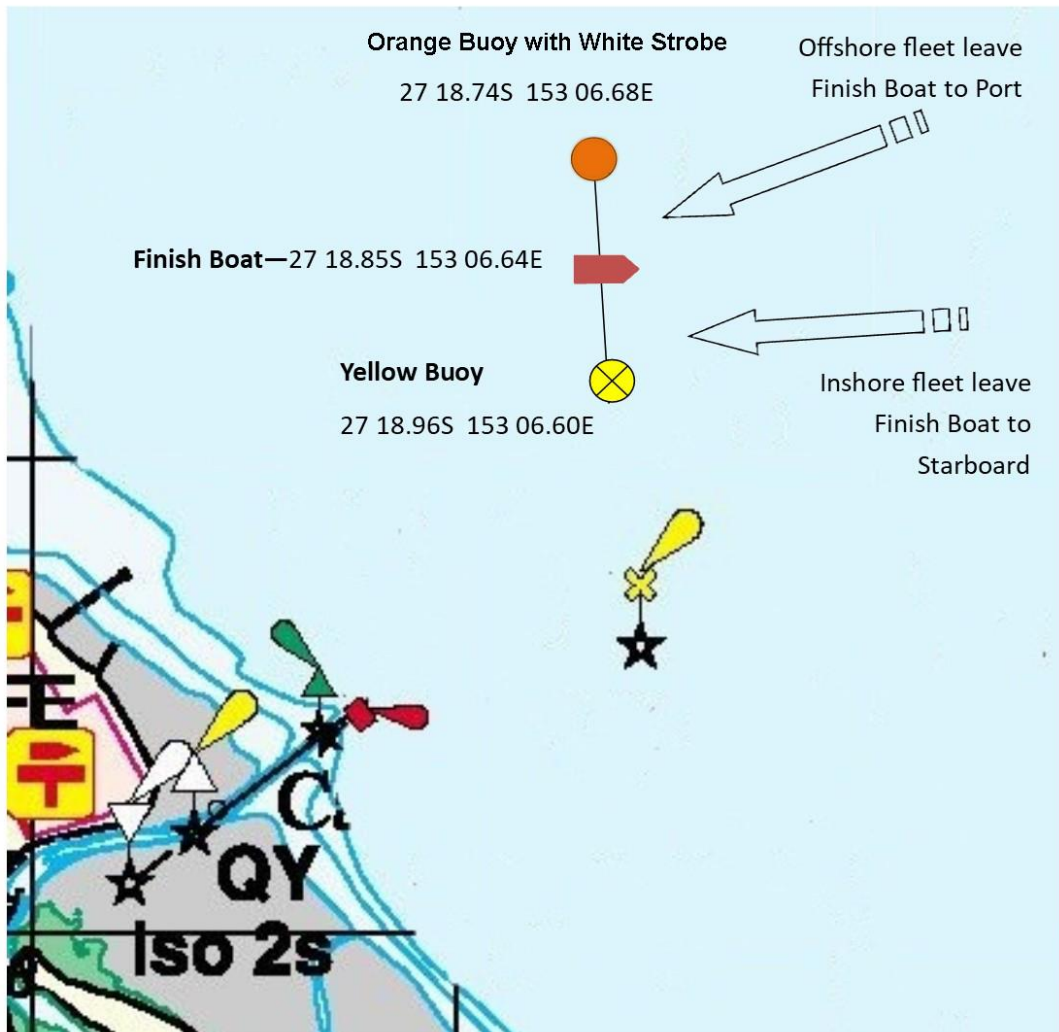 Orange Buoy with White Strobe
27 18.74S 153 06.68E
Offshore fleet leave
Finish Boat to Port
Finish Boat—27 18.85S 153 06.64E
Yellow Buoy
27 18.96S 153 06.60E
Inshore fleet leave
Finish Boat to
Starboard
QY
Iso 2s